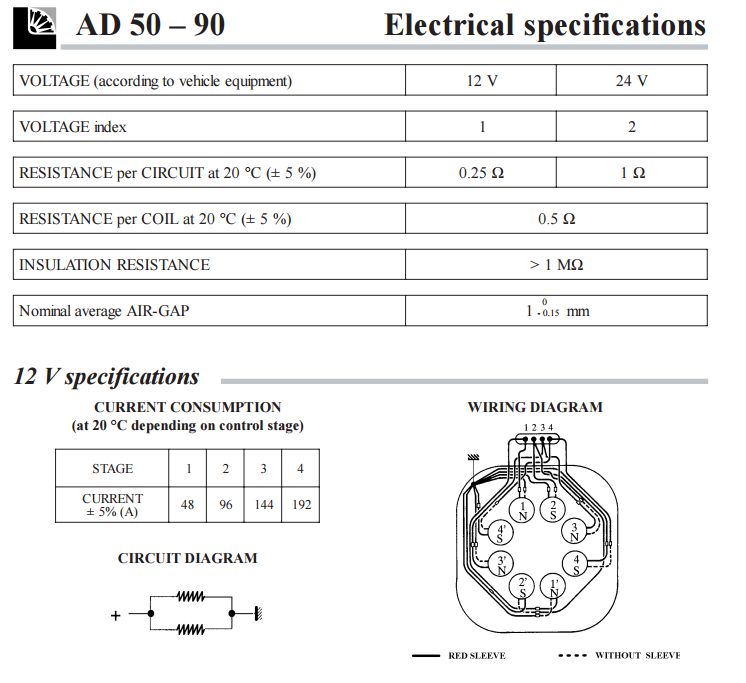 AD 50 – 90
Electrical specifications
VOLTAGE (according to vehicle equipment) 12 V 24 V
VOLTAGE index 1 2
RESISTANCE per CIRCUIT at 20 °C (± 5 %) 0.25 Ω 1 Ω
RESISTANCE per COIL at 20 °C (± 5 %) 0.5 Ω
INSULATION RESISTANCE > 1 MΩ
Nominal average AIR-GAP 1 0 - 0.15 mm
12 V specifications
CURRENT CONSUMPTION
(at 20 °C depending on control stage)
STAGE 1 2 3 4
CURRENT
± 5% (A) 48 96 144 192
CIRCUIT DIAGRAM
+
WIRING DIAGRAM
1 2 3 4
1 N
2 S
3 N
4 S
1' N
2' S
3' N
4' S
RED SLEEVE
WITHOUT SLEEVE